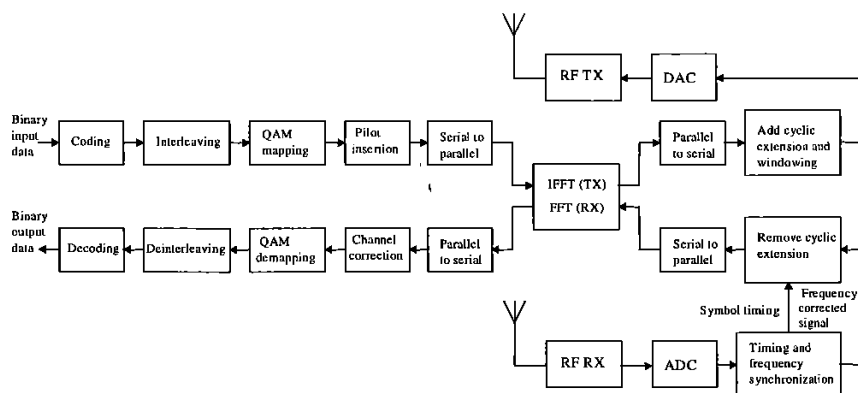 RF TX
DAC
Binary
input
data
Coding
Interleaving
QAM
mapping
Pilot
insertion
Serial to
parallel
IFFT (TX)
FFT (RX)
Parallel
to serial
Add cyclic
extension and
windowing
Binary
output
data
Decoding
Deinterleaving
QAM
demapping
Channel
correction
Parallel
to serial
Serial to
parallel
Remove cyclic
extension
Symbol timing
Frequency
corrected
signal
RF RX
ADC
Timing and
frequency
synchronization